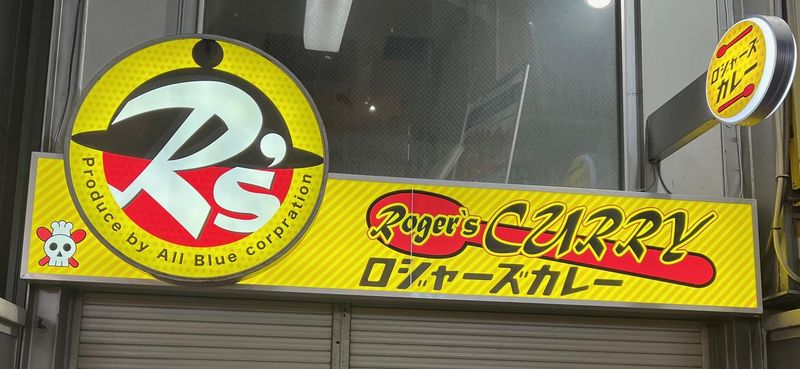 R's
Produce by All Blue corpration
Roger's CURRY
ロジャーズカレー
ロジャーズ
カレー